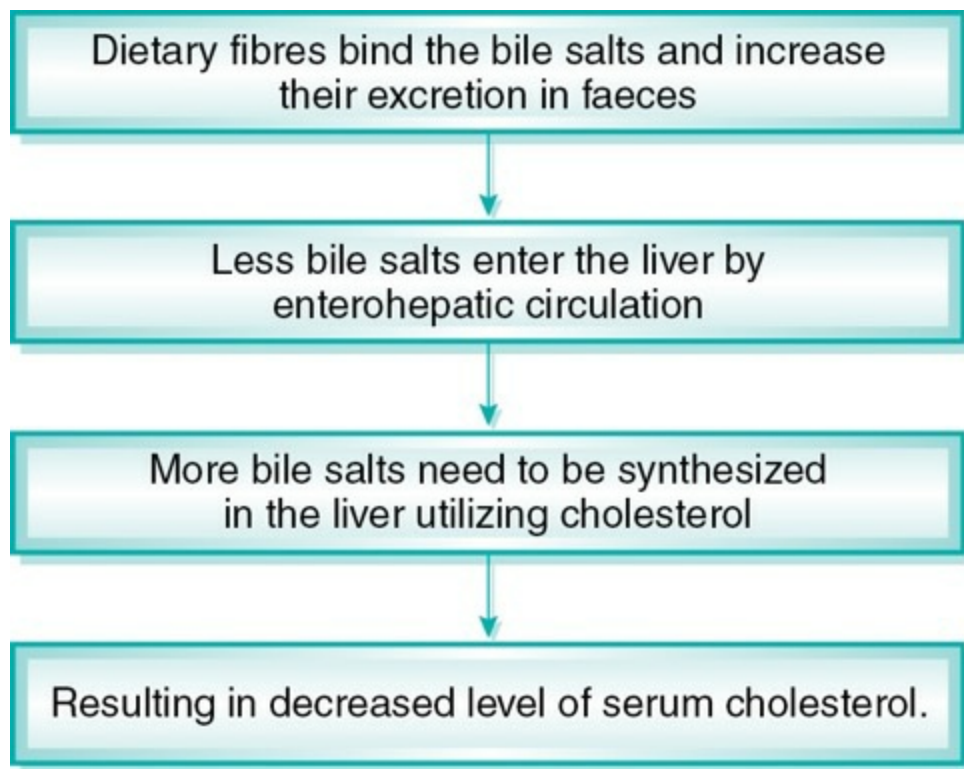 Dietary fibres bind the bile salts and increase
their excretion in faeces
Less bile salts enter the liver by
enterohepatic circulation
More bile salts need to be synthesized
in the liver utilizing cholesterol
Resulting in decreased level of serum cholesterol.